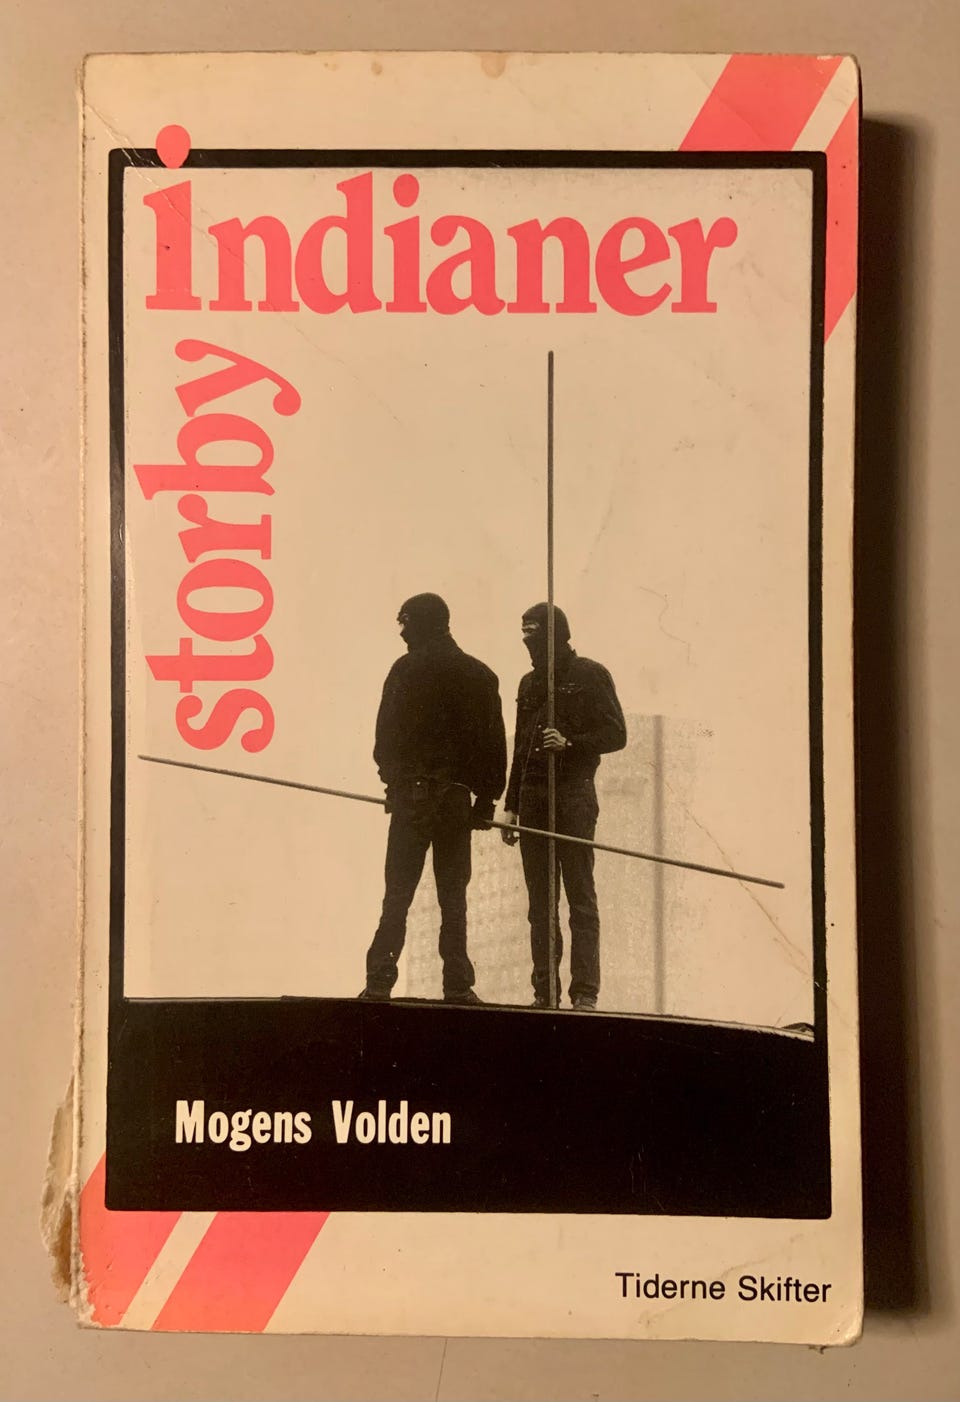 storby
indianer
Mogens Volden
Tiderne Skifter